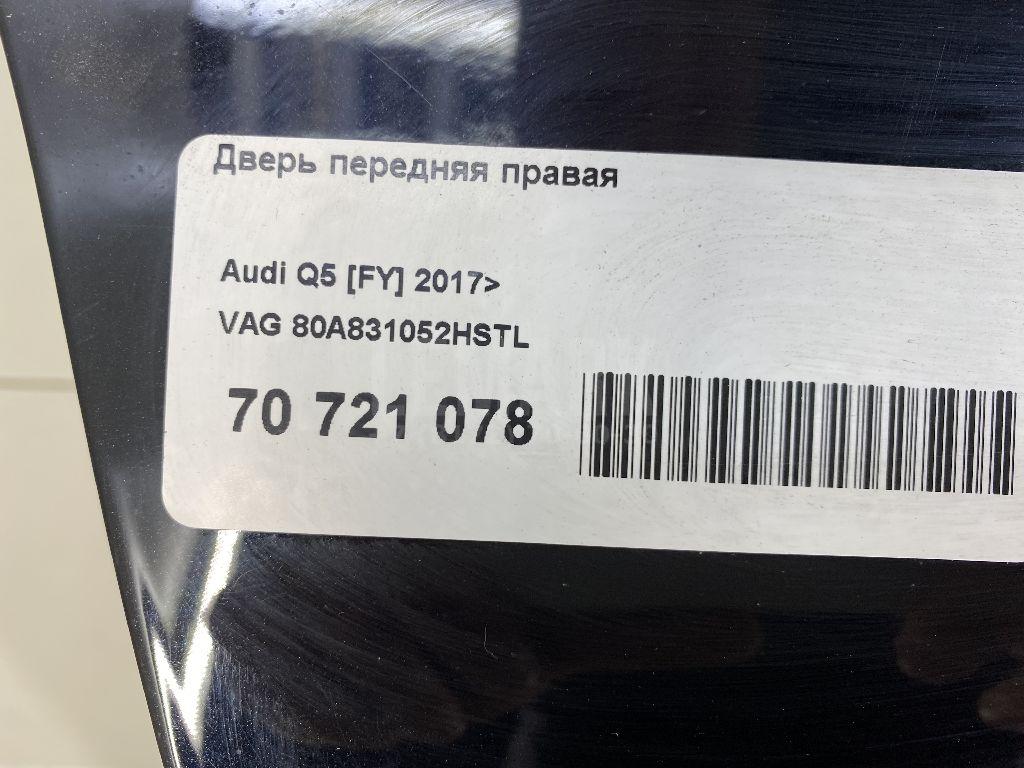 Дверь передняя правая
Audi Q5 [FY] 2017>
VAG 80A831052HSTL
70 721 078